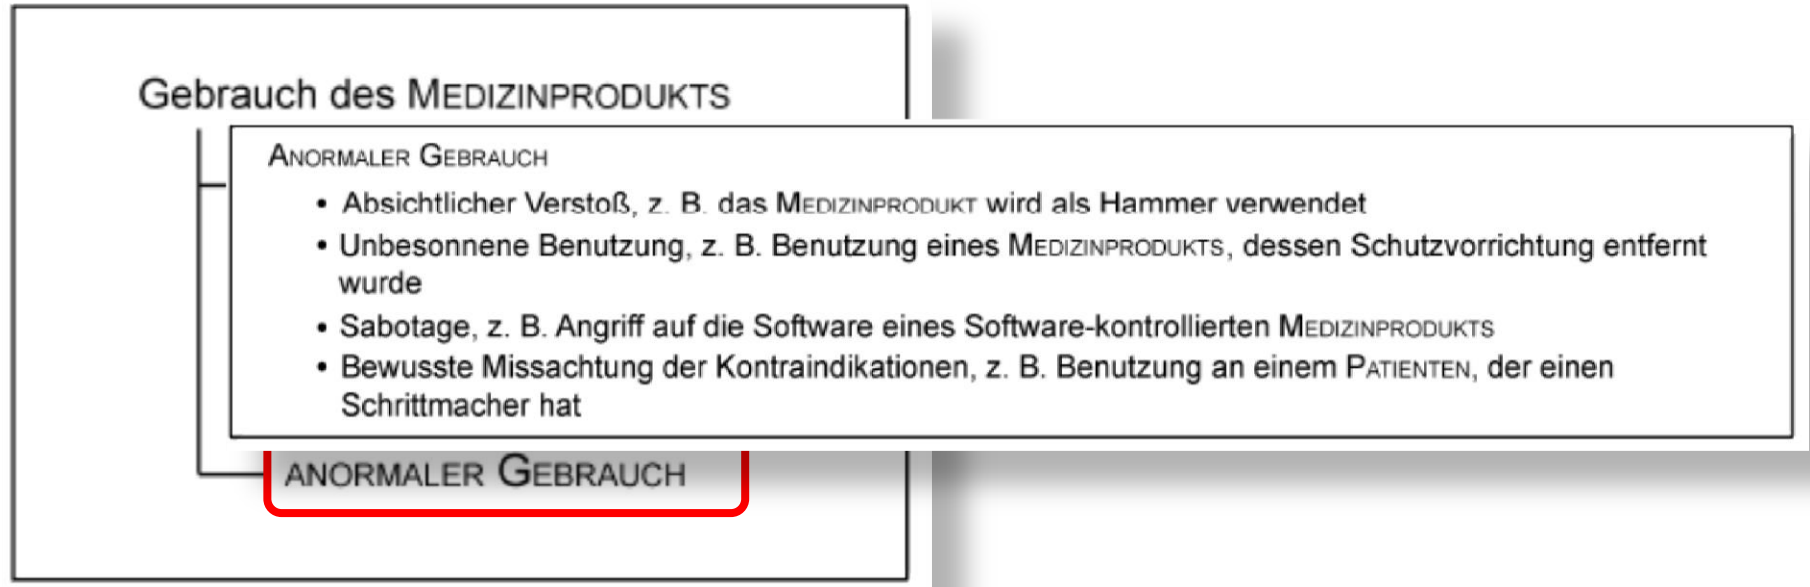 Gebrauch des MEDIZINPRODUKTS
ANORMALER GEBRAUCH
• Absichtlicher Verstoß, z. B. das MEDIZINPRODUKT wird als Hammer verwendet
• Unbesonnene Benutzung, z. B. Benutzung eines MEDIZINPRODUKTS, dessen Schutzvorrichtung entfernt
wurde
• Sabotage, z. B. Angriff auf die Software eines Software-kontrollierten MEDIZINPRODUKTS
• Bewusste Missachtung der Kontraindikationen, z. B. Benutzung an einem PATIENTEN, der einen
Schrittmacher hat
ANORMALER GEBRAUCH